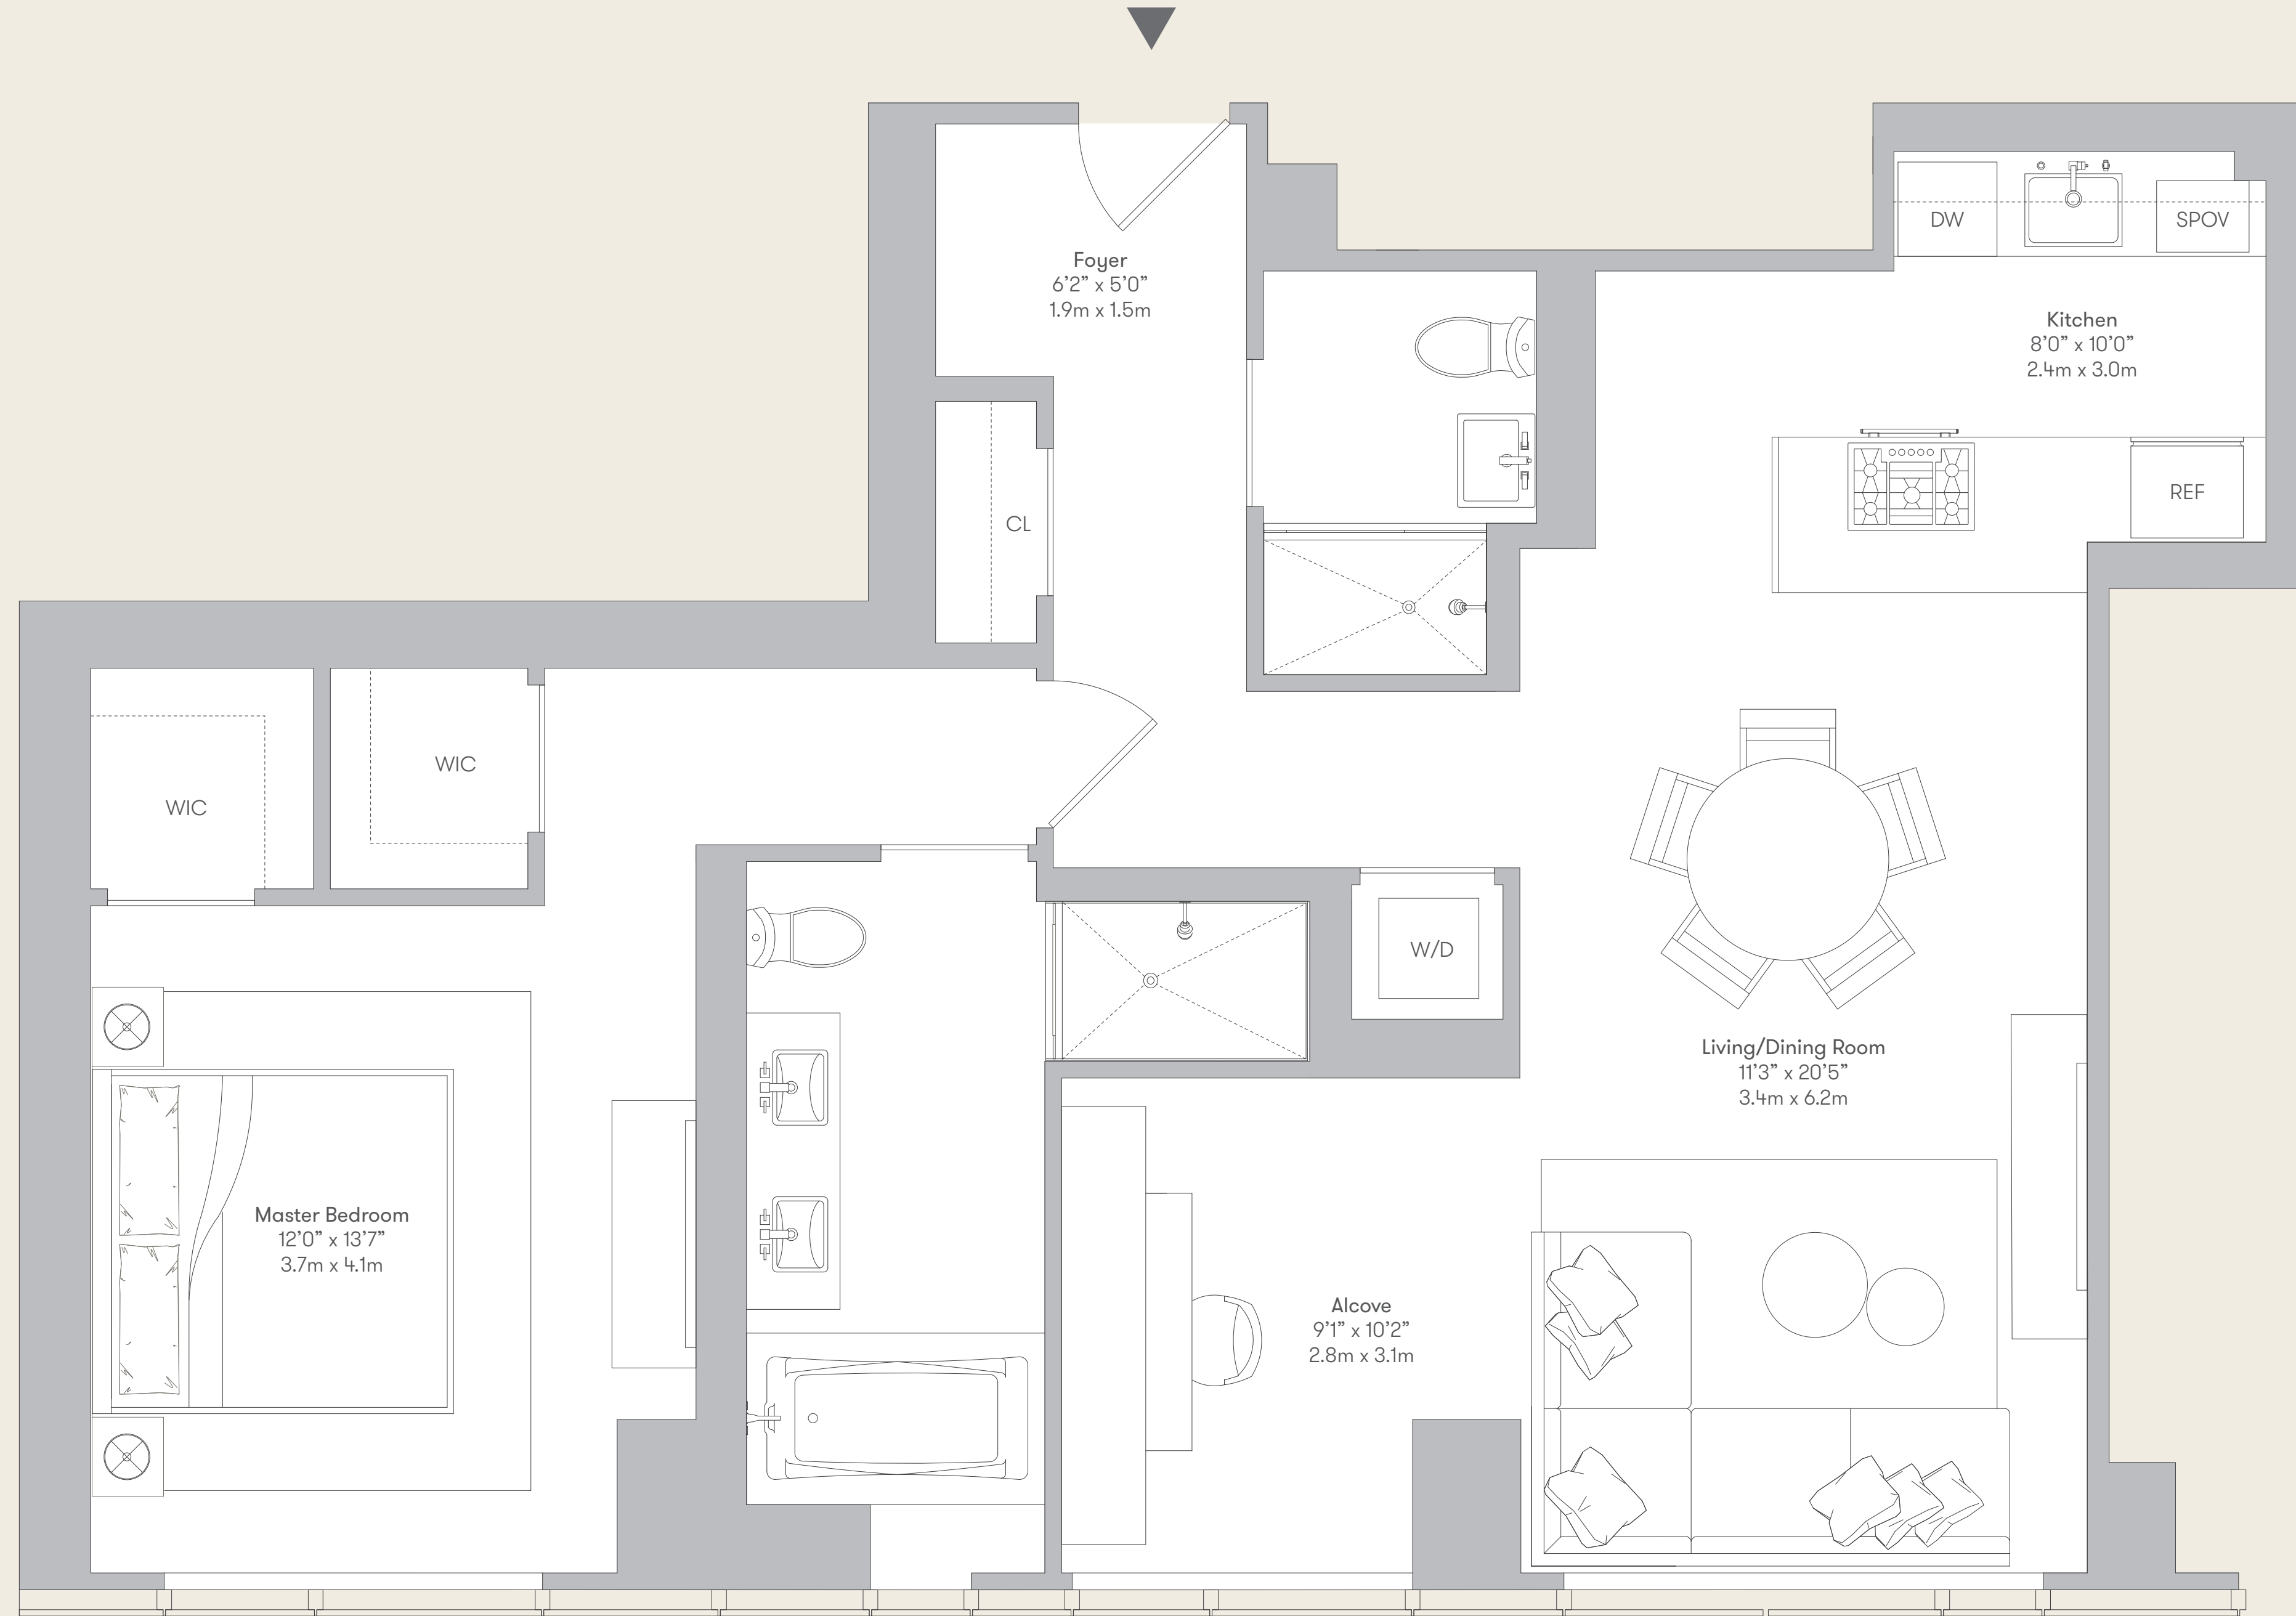 Foyer
6’2” x 5’0”
1.9m x 1.5m
DW
SPOV
Kitchen
8’0” x 10’0”
2.4m x 3.0m
REF
CL
WIC
WIC
W/D
Living/Dining Room
11’3” x 20’5”
3.4m x 6.2m
Master Bedroom
12’0” x 13’7”
3.7m x 4.1m
Alcove
9’1” x 10’2”
2.8m x 3.1m